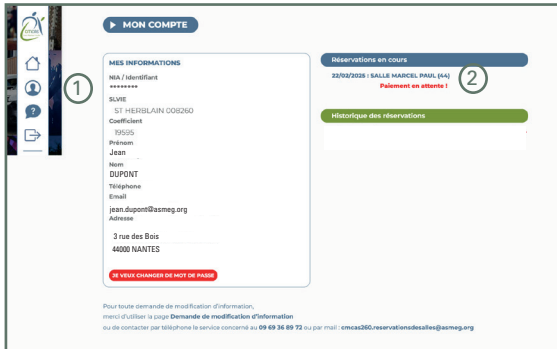 cmcas
MON COMPTE
MES INFORMATIONS
NIA / Identifiant
********
SLVIE
ST HERBLAIN 008260
Coefficient
19595
Prénom
Jean
Nom
DUPONT
Téléphone
Email
jean.dupont@asmeg.org
Adresse
3 rue des Bois
44000 NANTES
JE VEUX CHANGER DE MOT DE PASSE
1
Réservations en cours
22/02/2025 : SALLE MARCEL PAUL (44)
Paiement en attente !
2
Historique des réservations
Pour toute demande de modification d'information,
merci d'utiliser la page Demande de modification d'information
ou de contacter par téléphone le service concerné au 09 69 36 89 72 ou par mail : cmcas260.reservationsdesalles@asmeg.org